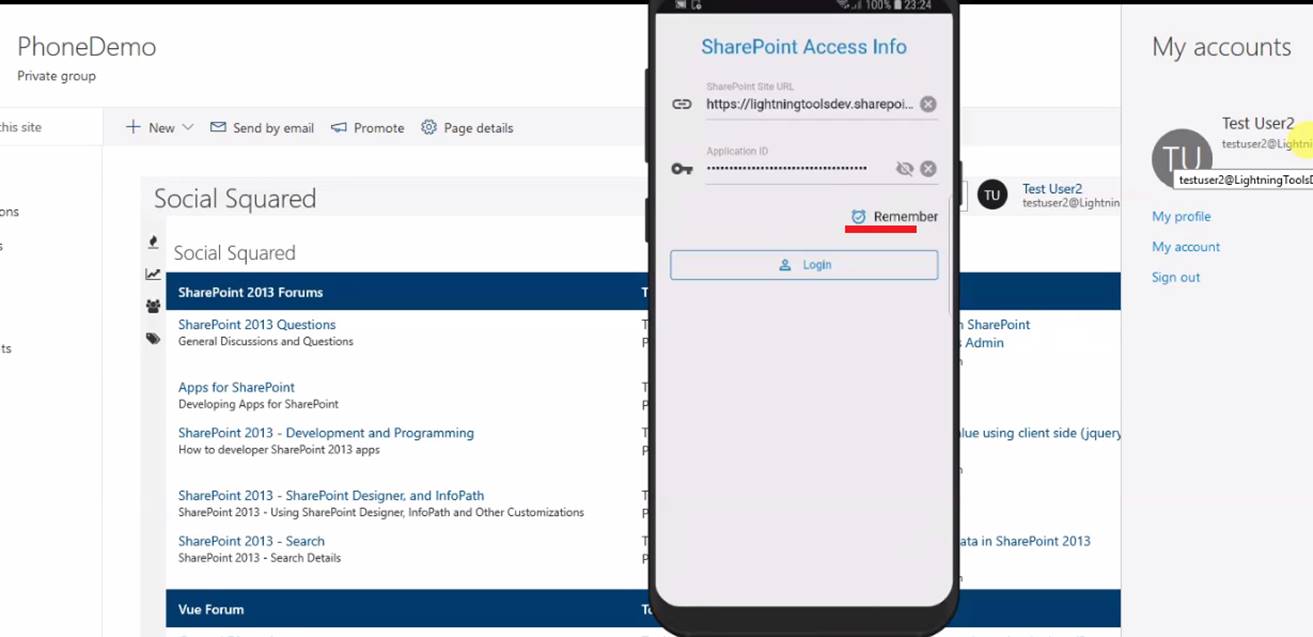 PhoneDemo
Private group
this site
New
Send by email
Promote
Page details
Social Squared
Social Squared
SharePoint 2013 Forums
SharePoint 2013 Questions
General Discussions and Questions
Apps for SharePoint
Developing Apps for SharePoint
SharePoint 2013 - Development and Programming
How to developer SharePoint 2013 apps
SharePoint 2013 - SharePoint Designer, and InfoPath
SharePoint 2013 - Using SharePoint Designer, InfoPath and Other Customizations
SharePoint 2013 - Search
SharePoint 2013 - Search Details
Vue Forum
100% 23:24
SharePoint Access Info
SharePoint Site URL
https://lightningtoolsdev.sharepoi...
Application ID
Remember
Login
TU
Test User2
testuser2@Lightnin
SharePoint
Admin
lue using client side (jquery
ata in SharePoint 2013
My accounts
TU
Test User2
testuser2@Lightni
testuser2@LightningToolsD
My profile
My account
Sign out